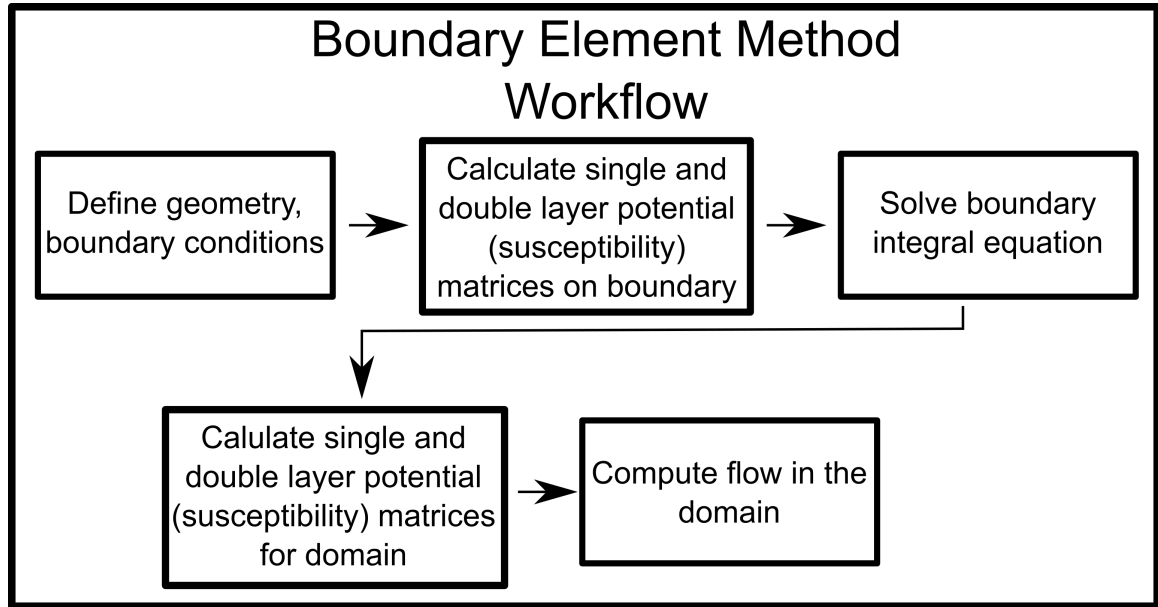 Boundary Element Method
Workflow
Define geometry,
boundary conditions
Calculate single and
double layer potential
(susceptibility)
matrices on boundary
Solve boundary
integral equation
Calulate single and
double layer potential
(susceptibility) matrices
for domain
Compute flow in the
domain